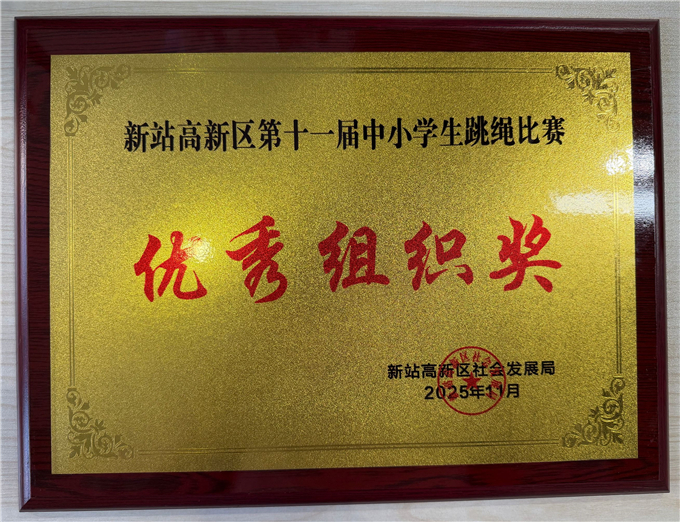 新站高新区第十一届中小学生跳绳比赛
优秀组织奖
新站高新区社会发展局
2025年11月